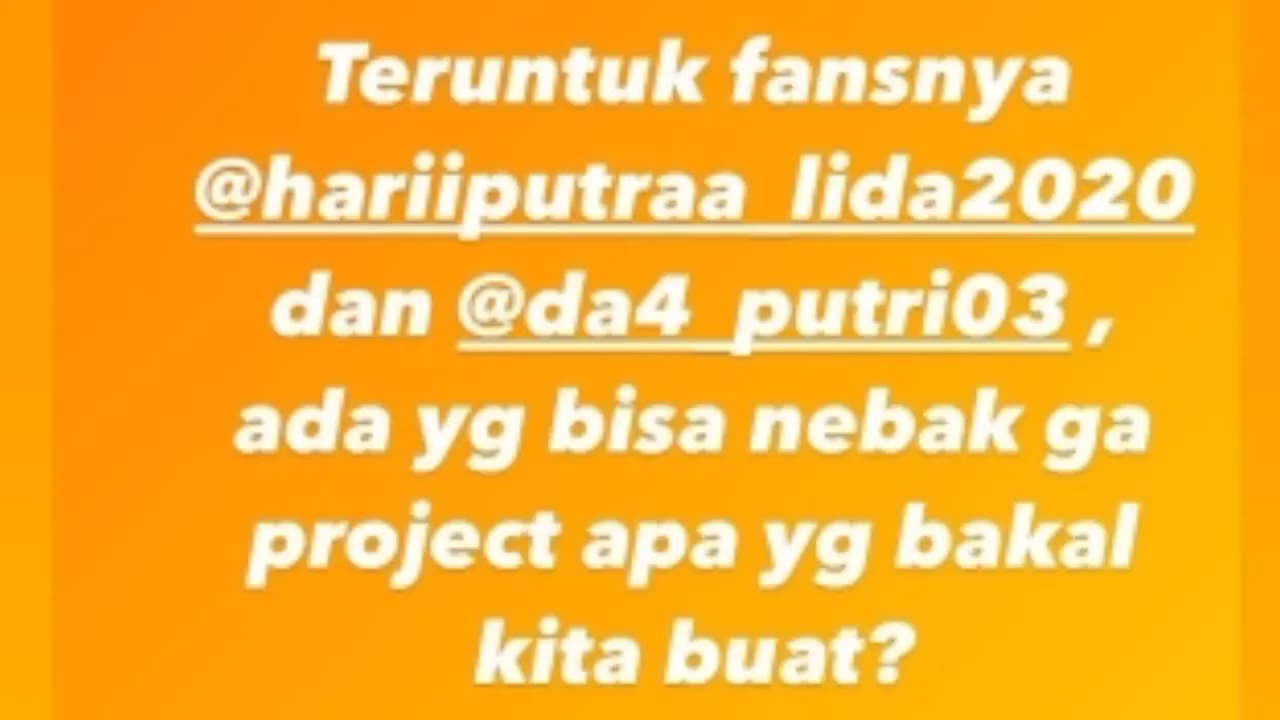 Teruntuk fansnya
@hariiputraa_lida2020
dan @da4_putri03 ,
ada yg bisa nebak ga
project apa yg bakal
kita buat?